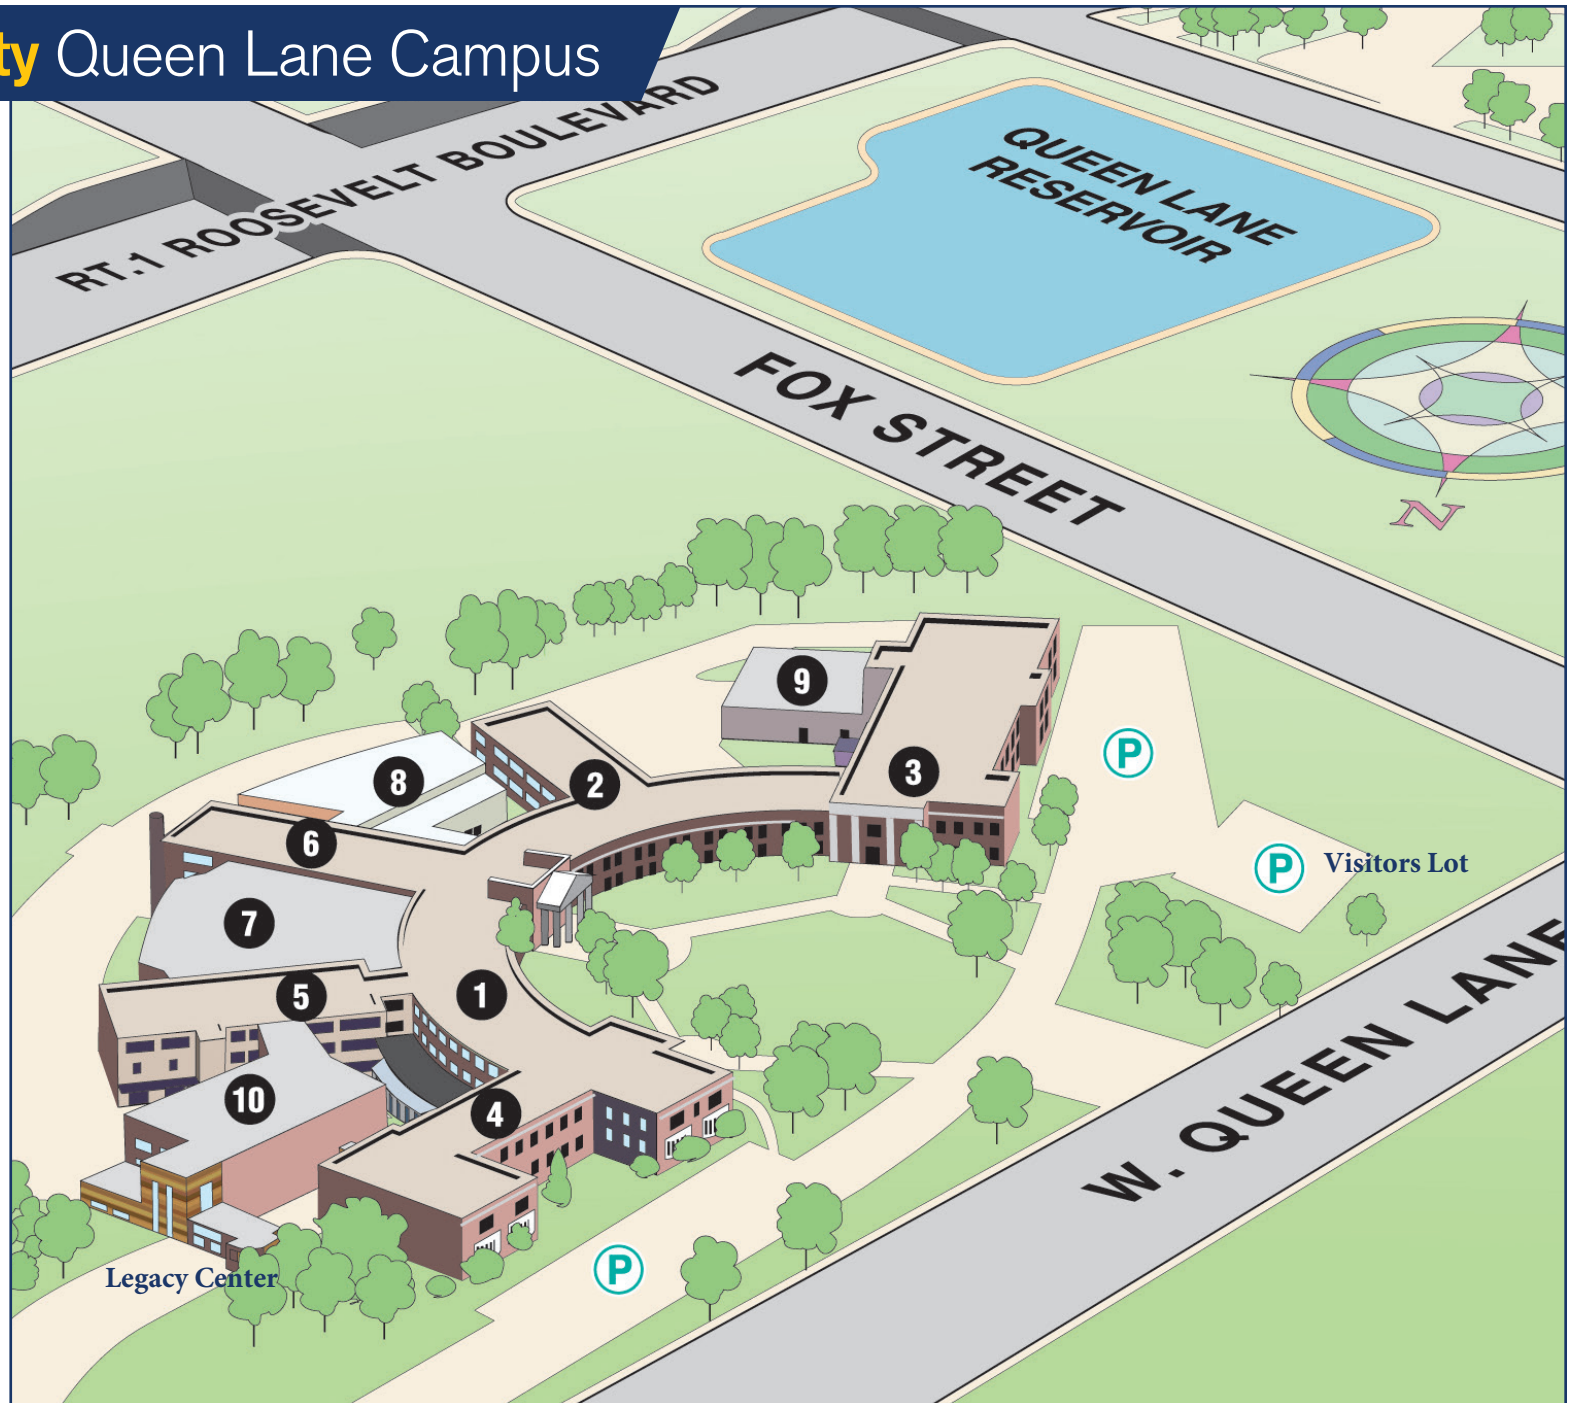 ty Queen Lane Campus
RT.1 ROOSEVELT BOULEVARD
QUEEN LANE
RESERVOIR
FOX STREET
N
9
P
3
8
2
6
P Visitors Lot
7
5
1
W. QUEEN LANE
10
4
P
Legacy Center